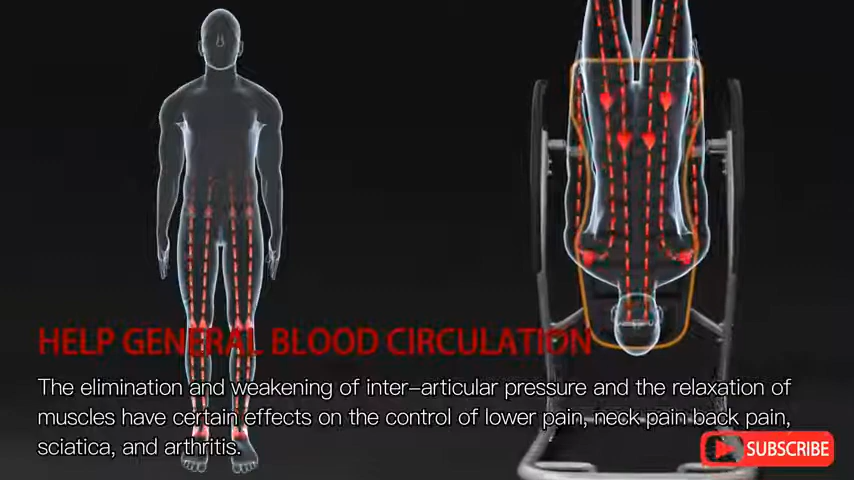 HELP GENERAL BLOOD CIRCULATION
The elimination and weakening of inter-articular pressure and the relaxation of
muscles have certain effects on the control of lower pain, neck pain back pain,
sciatica, and arthritis.
SUBSCRIBE